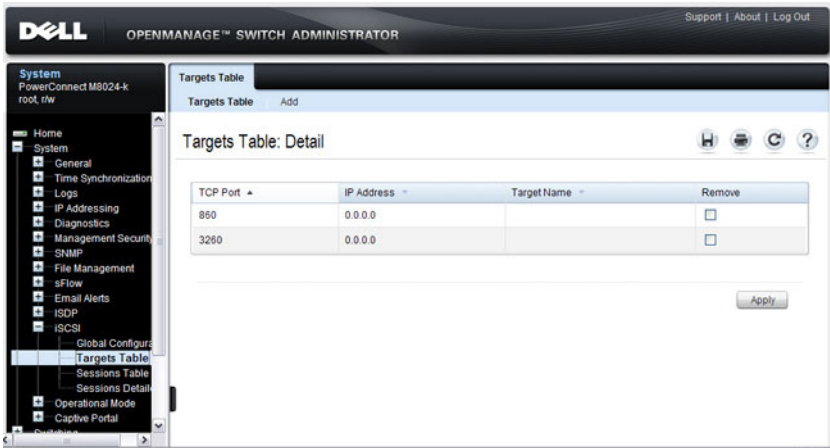 Support | About | Log Out
DELL
OPENMANAGE™ SWITCH ADMINISTRATOR
System
PowerConnect M8024-k
root, r/w
Home
System
General
Time Synchronization
Logs
IP Addressing
Diagnostics
Management Security
SNMP
File Management
sFlow
Email Alerts
ISDP
iSCSI
Global Configura
Targets Table
Sessions Table
Sessions Detail
Operational Mode
Captive Portal
Switching
Targets Table
Targets Table Add
Targets Table: Detail
TCP Port IP Address Target Name Remove
860 0.0.0.0
3260 0.0.0.0
Apply